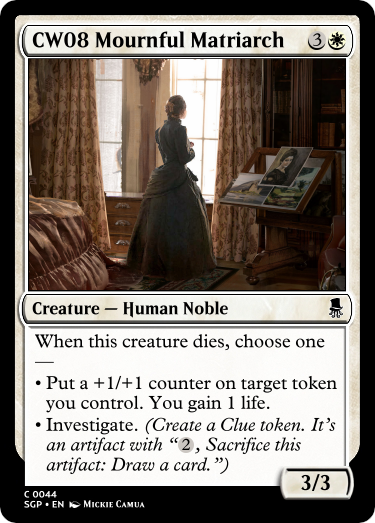 CW08 Mournful Matriarch 3
Creature — Human Noble
When this creature dies, choose one
—
• Put a +1/+1 counter on target token
you control. You gain 1 life.
• Investigate. (Create a Clue token. It's
an artifact with “2, Sacrifice this
artifact: Draw a card.”)
3/3
C 0044
SGP • EN Mickie Camua